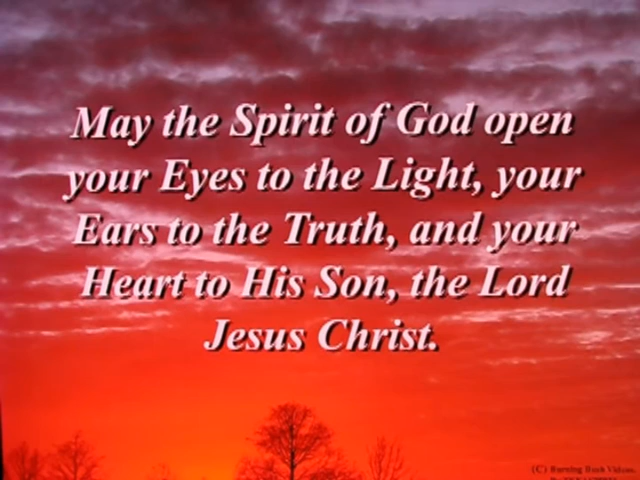 May the Spirit of God open
your Eyes to the Light, your
Ears to the Truth, and your
Heart to His Son, the Lord
Jesus Christ.
(C) Burning Bush Videos.